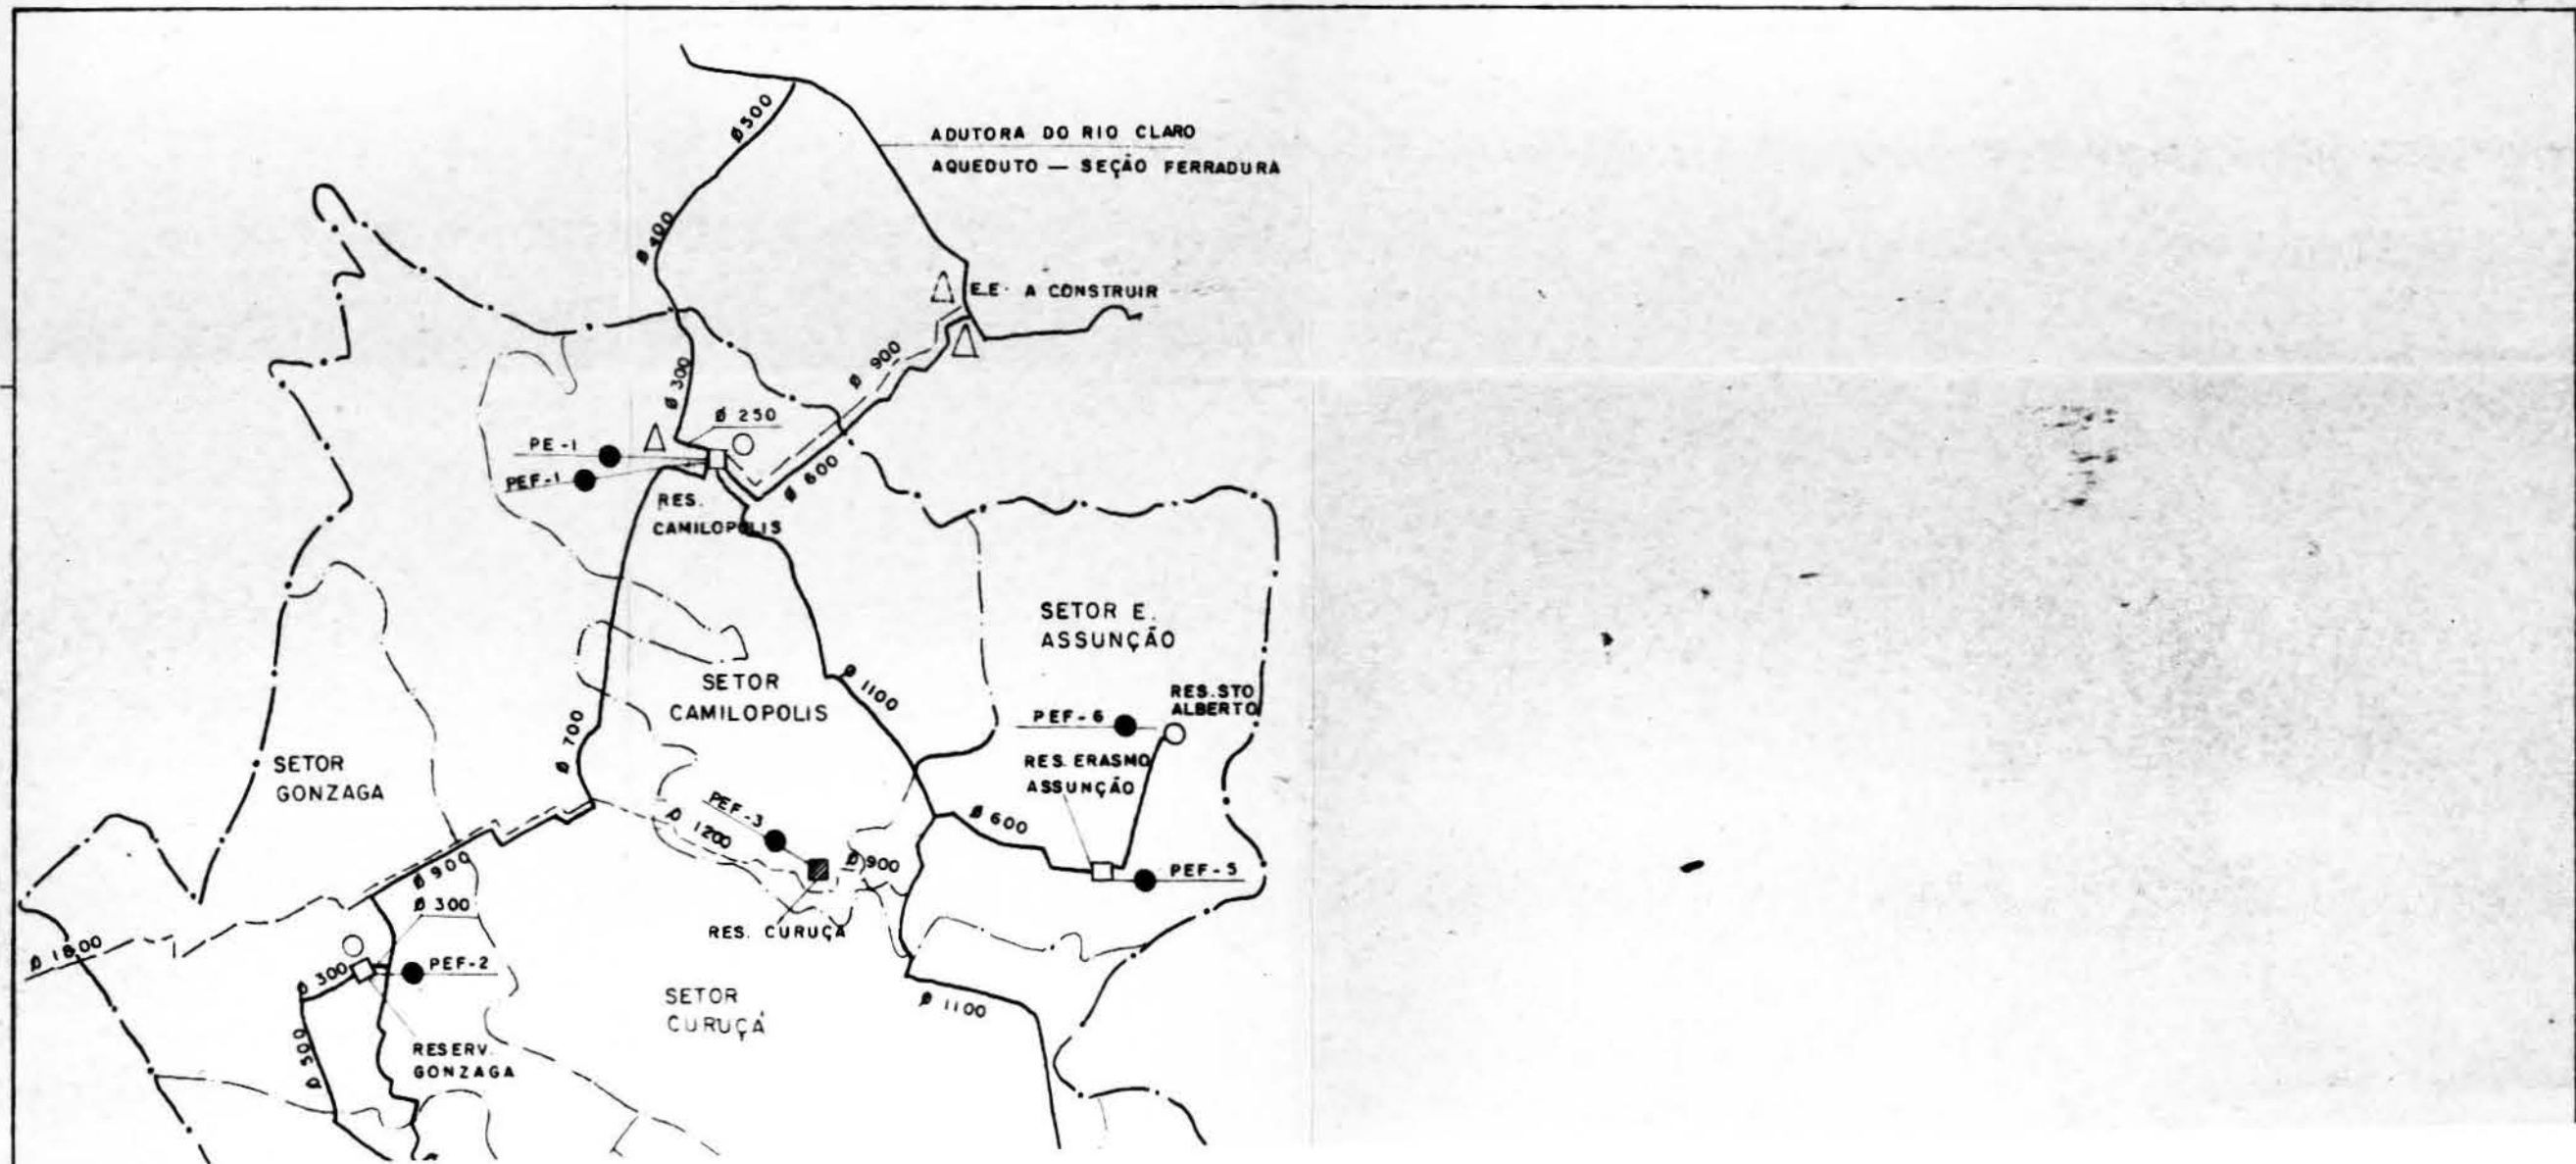 Ø 500
ADUTORA DO RIO CLARO
AQUEDUTO — SEÇÃO FERRADURA
Ø 400
E.E. A CONSTRUIR
Ø 900
Ø 300
Ø 250
PE-1
PEF-1
Ø 600
RES.
CAMILOPOLIS
SETOR E.
ASSUNÇÃO
SETOR
CAMILOPOLIS
Ø 1100
RES. STO
ALBERTO
PEF-6
Ø 700
SETOR
GONZAGA
RES. ERASMO
ASSUNÇÃO
PEF-3
Ø 1200
Ø 600
Ø 900
PEF-5
Ø 900
Ø 300
RES. CURUÇA
Ø 1800
Ø 300
PEF-2
SETOR
CURUÇÁ
Ø 1100
Ø 500
RESERV.
GONZAGA